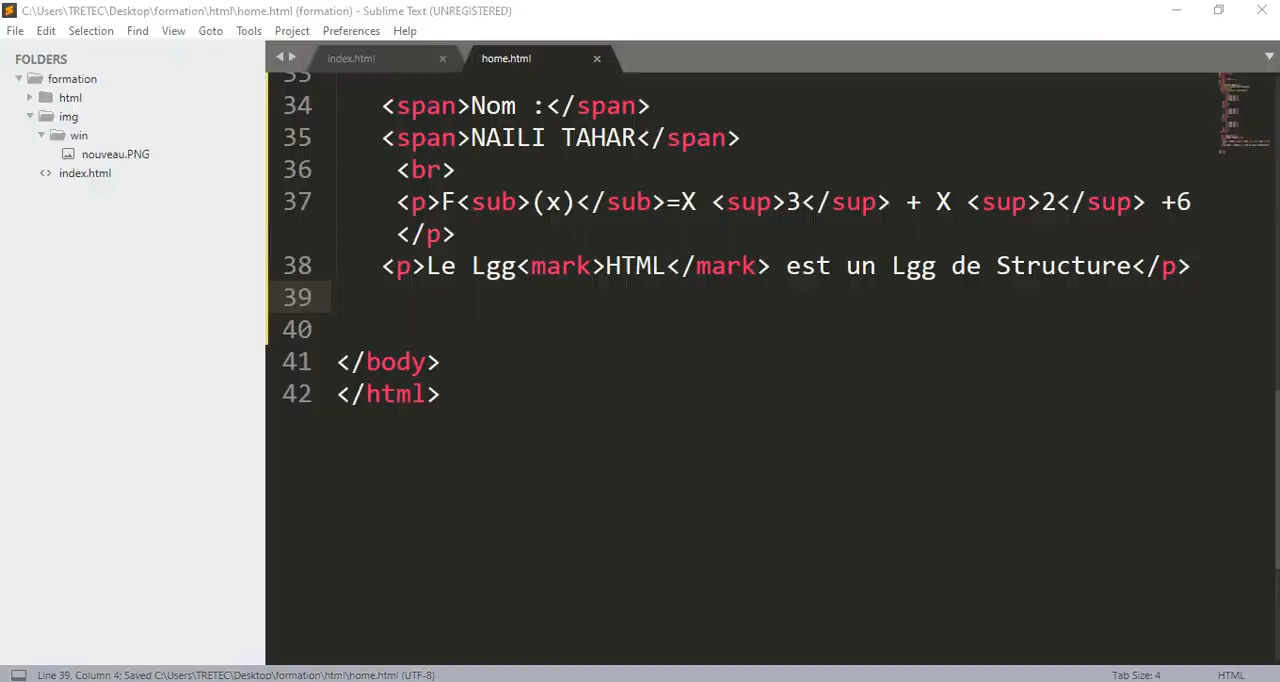 C:\Users\TRETEC\Desktop\formation\html\home.html (formation) - Sublime Text (UNREGISTERED)
File Edit Selection Find View Goto Tools Project Preferences Help
FOLDERS
formation
html
img
win
nouveau.PNG
index.html
index.html × home.html ×
33
34 <span>Nom :</span>
35 <span>NAILI TAHAR</span>
36 <br>
37 <p>F<sub>(x)</sub>=X <sup>3</sup> + X <sup>2</sup> +6
</p>
38 <p>Le Lgg<mark>HTML</mark> est un Lgg de Structure</p>
39
40
41 </body>
42 </html>
Line 39, Column 4; Saved C:\Users\TRETEC\Desktop\formation\html\home.html (UTF-8) Tab Size: 4 HTML